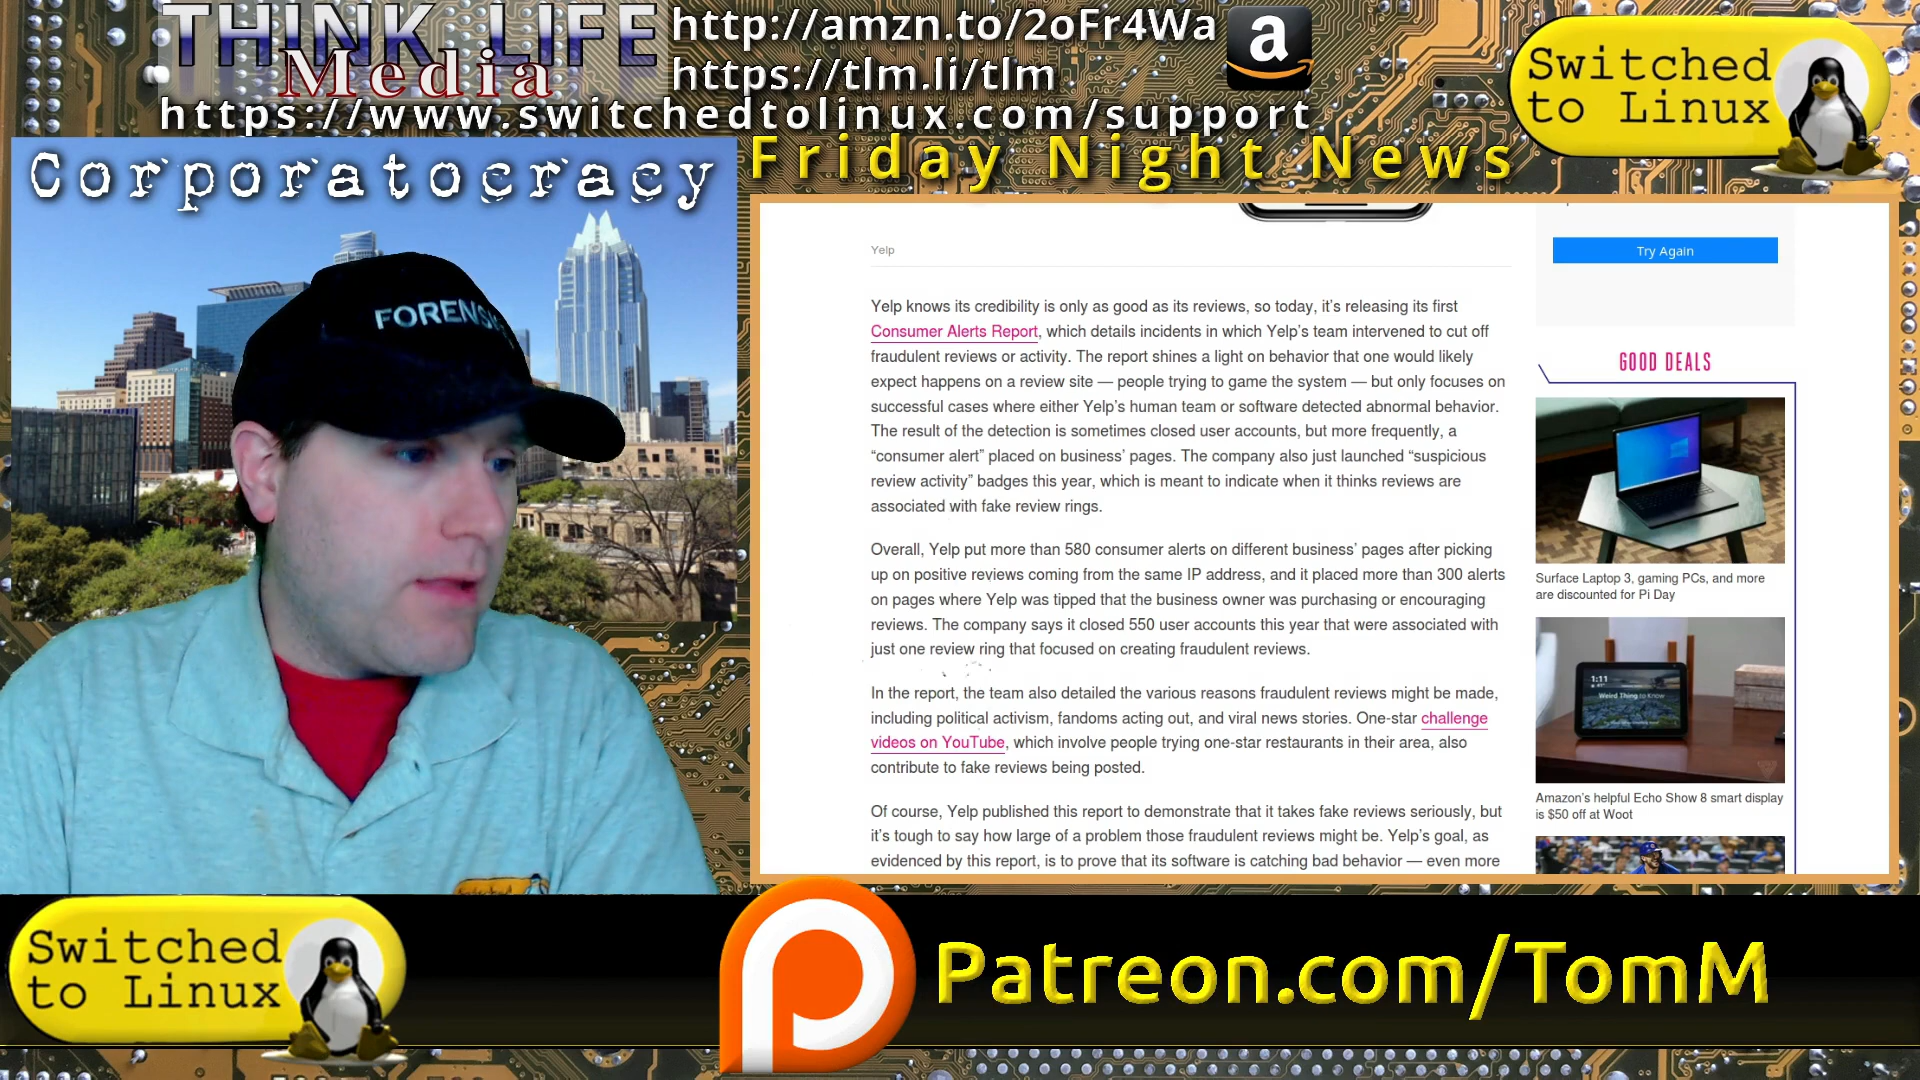 THINK LIFE
Media
http://amzn.to/2oFr4Wa
https://tlm.li/tlm
https://www.switchedtolinux.com/support
a
Switched
to Linux
Corporatocracy
Friday Night News
FORENS
Yelp
Yelp knows its credibility is only as good as its reviews, so today, it’s releasing its first
Consumer Alerts Report, which details incidents in which Yelp’s team intervened to cut off
fraudulent reviews or activity. The report shines a light on behavior that one would likely
expect happens on a review site — people trying to game the system — but only focuses on
successful cases where either Yelp’s human team or software detected abnormal behavior.
The result of the detection is sometimes closed user accounts, but more frequently, a
“consumer alert” placed on business’ pages. The company also just launched “suspicious
review activity” badges this year, which is meant to indicate when it thinks reviews are
associated with fake review rings.
Overall, Yelp put more than 580 consumer alerts on different business’ pages after picking
up on positive reviews coming from the same IP address, and it placed more than 300 alerts
on pages where Yelp was tipped that the business owner was purchasing or encouraging
reviews. The company says it closed 550 user accounts this year that were associated with
just one review ring that focused on creating fraudulent reviews.
In the report, the team also detailed the various reasons fraudulent reviews might be made,
including political activism, fandoms acting out, and viral news stories. One-star challenge
videos on YouTube, which involve people trying one-star restaurants in their area, also
contribute to fake reviews being posted.
Of course, Yelp published this report to demonstrate that it takes fake reviews seriously, but
it’s tough to say how large of a problem those fraudulent reviews might be. Yelp’s goal, as
evidenced by this report, is to prove that its software is catching bad behavior — even more
Try Again
GOOD DEALS
Surface Laptop 3, gaming PCs, and more
are discounted for Pi Day
1:11
Weird Thing to Know
Amazon’s helpful Echo Show 8 smart display
is $50 off at Woot
Switched
to Linux
Patreon.com/TomM